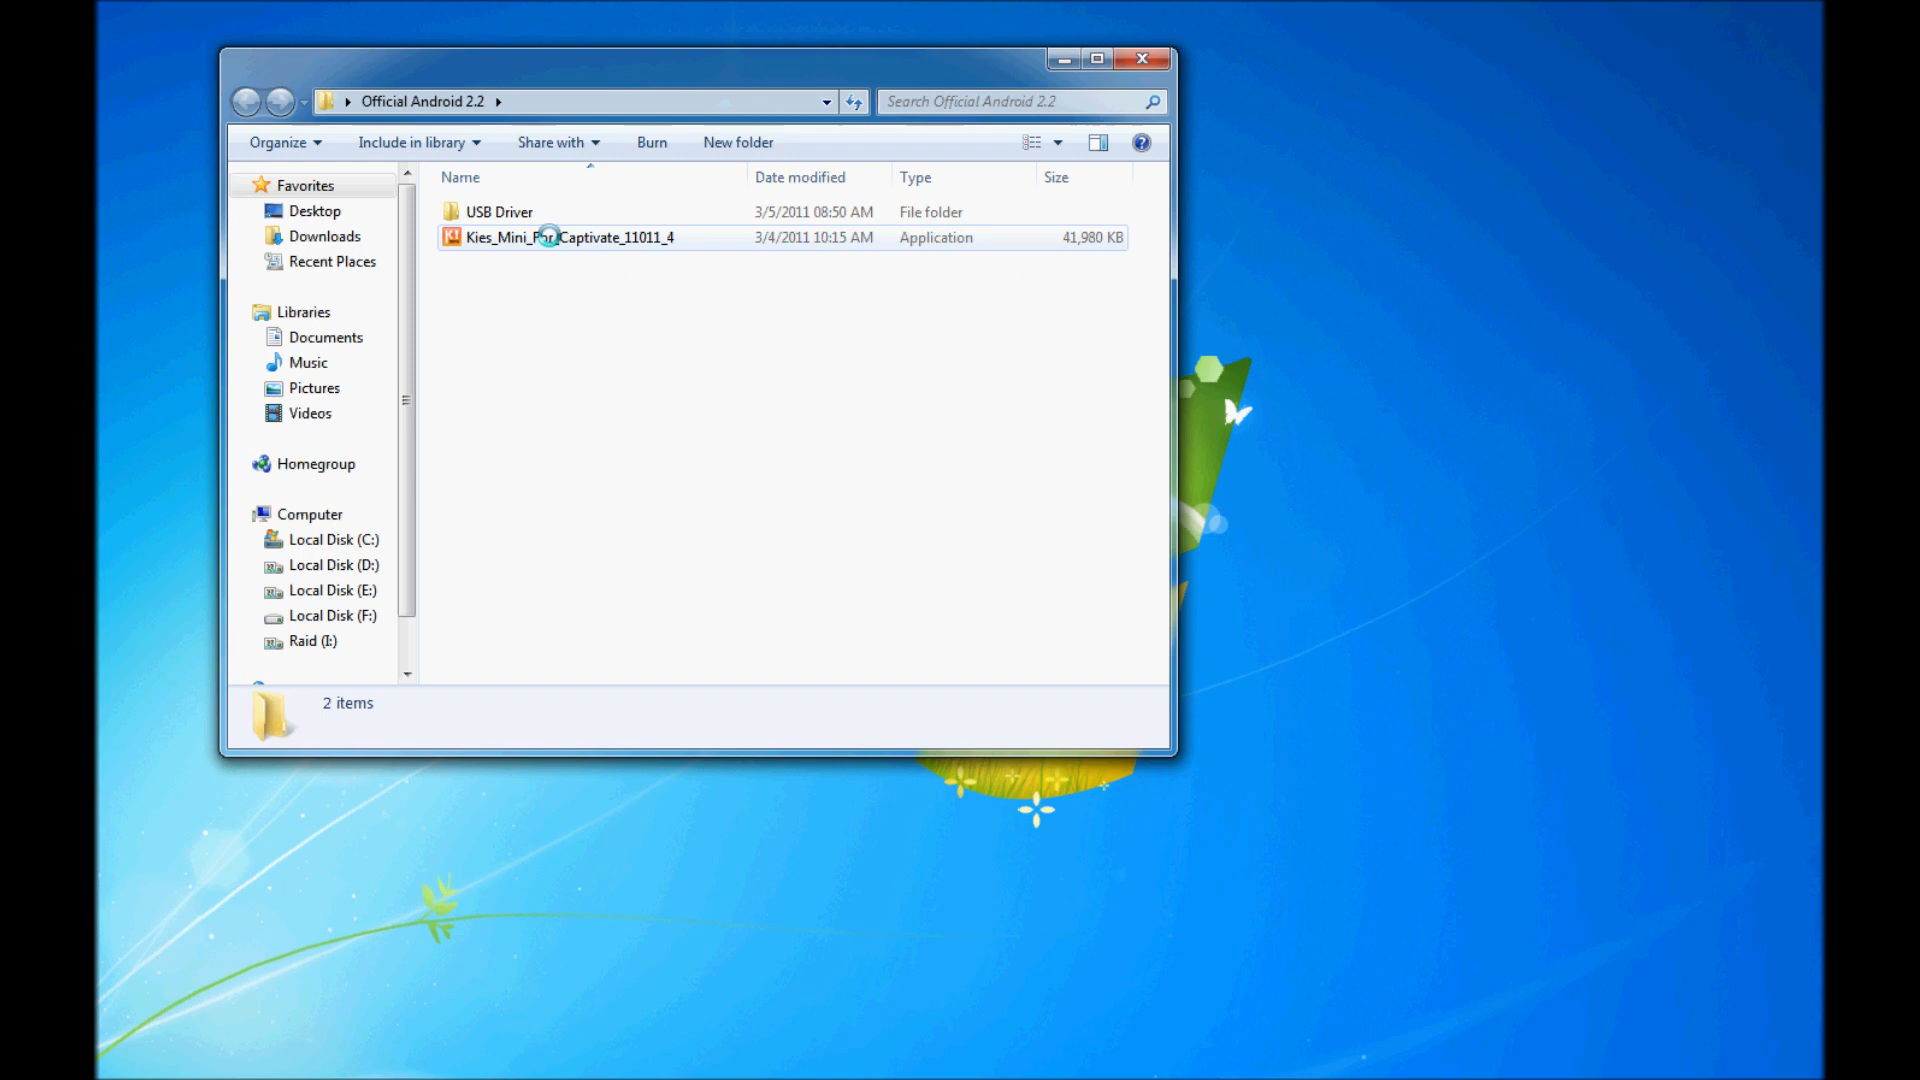 Official Android 2.2
Search Official Android 2.2
Organize Include in library Share with Burn New folder
Name Date modified Type Size
USB Driver 3/5/2011 08:50 AM File folder
Kies_Mini_For_Captivate_11011_4 3/4/2011 10:15 AM Application 41,980 KB
Favorites
Desktop
Downloads
Recent Places
Libraries
Documents
Music
Pictures
Videos
Homegroup
Computer
Local Disk (C:)
Local Disk (D:)
Local Disk (E:)
Local Disk (F:)
Raid (I:)
2 items